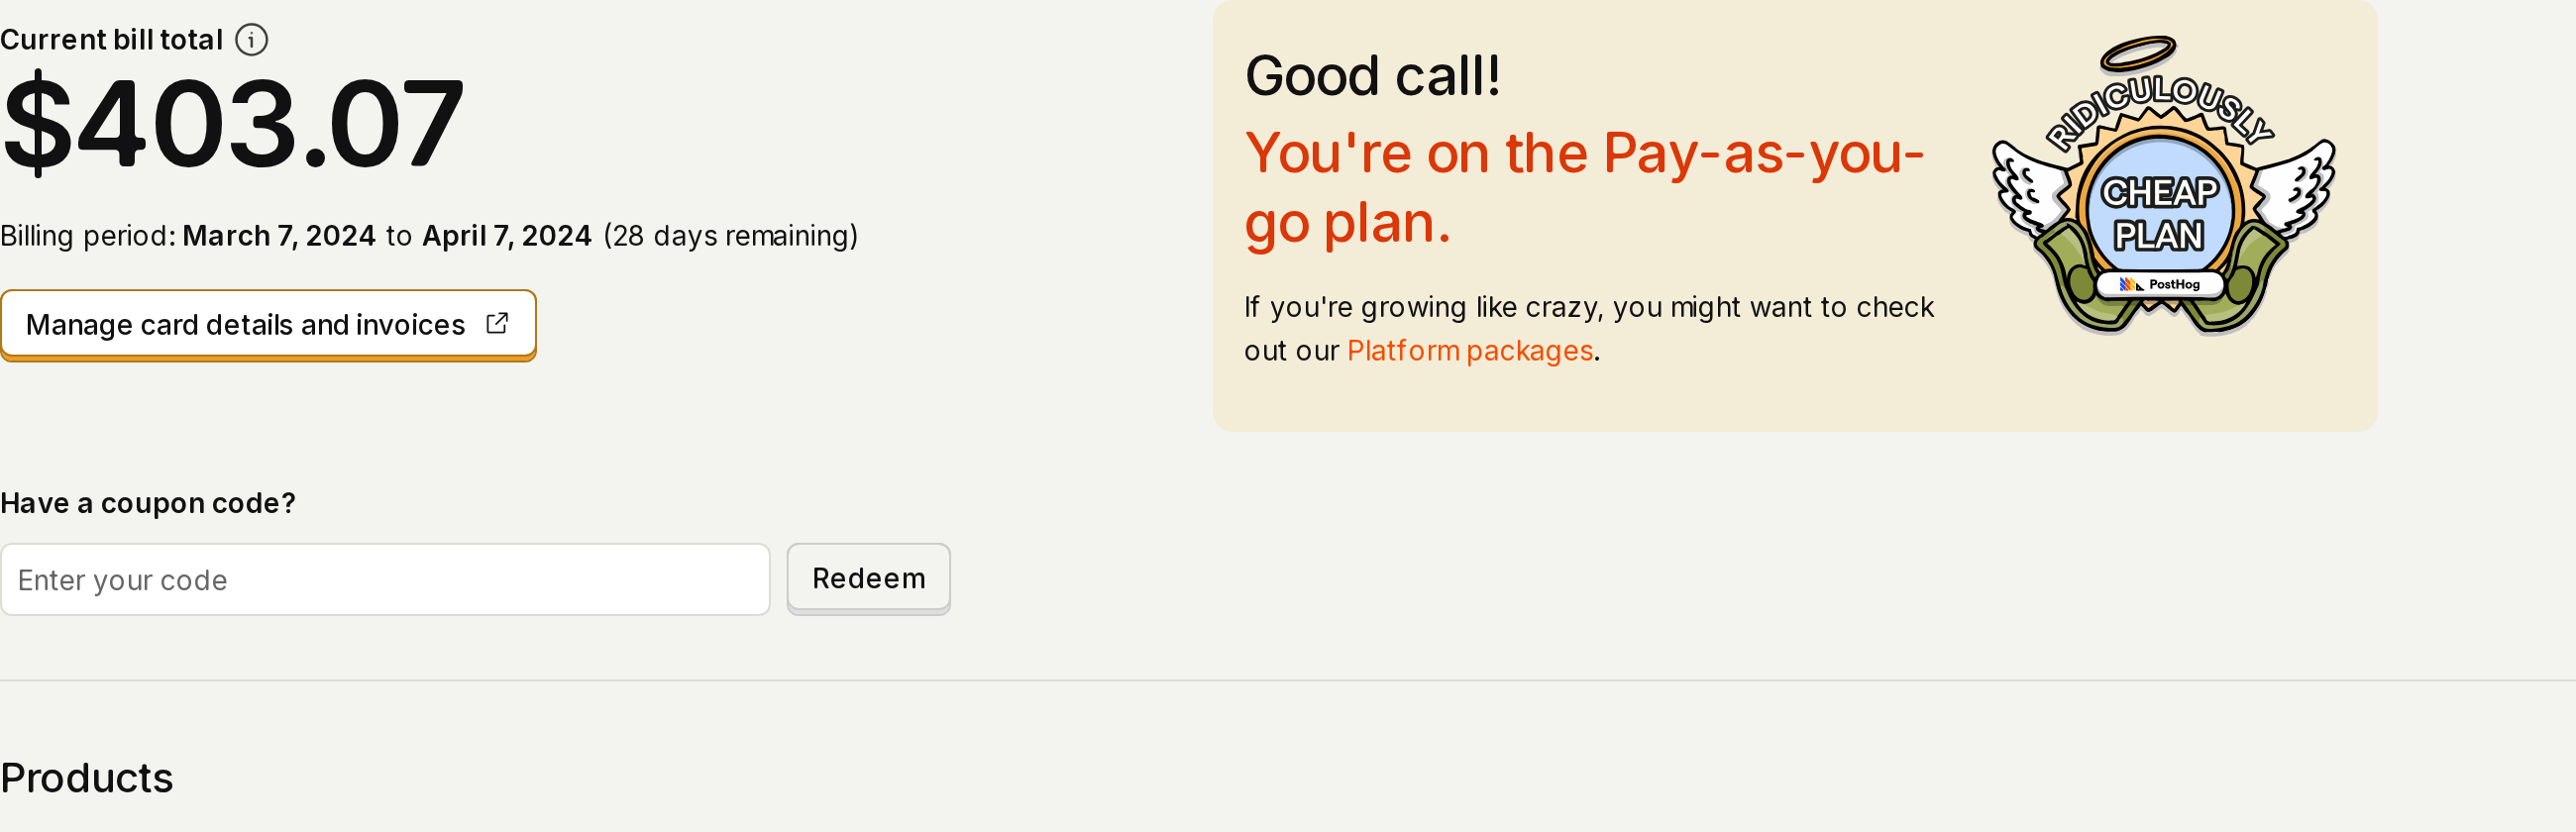 Current bill total
$403.07
Billing period: March 7, 2024 to April 7, 2024 (28 days remaining)
Manage card details and invoices
Have a coupon code?
Enter your code
Redeem
Good call!
You're on the Pay-as-you-
go plan.
If you're growing like crazy, you might want to check
out our Platform packages.
RIDICULOUSLY
CHEAP
PLAN
PostHog
Products